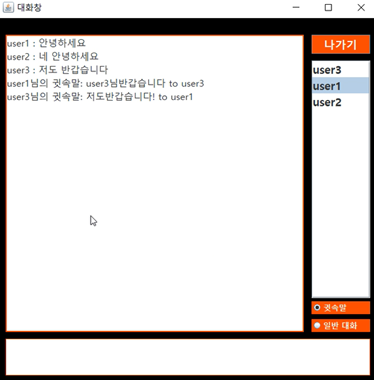 대화창
user1 : 안녕하세요
user2 : 네 안녕하세요
user3 : 저도 반갑습니다
user1님의 귓속말: user3님반갑습니다 to user3
user3님의 귓속말: 저도반갑습니다! to user1
나가기
user3
user1
user2
귓속말
일반 대화